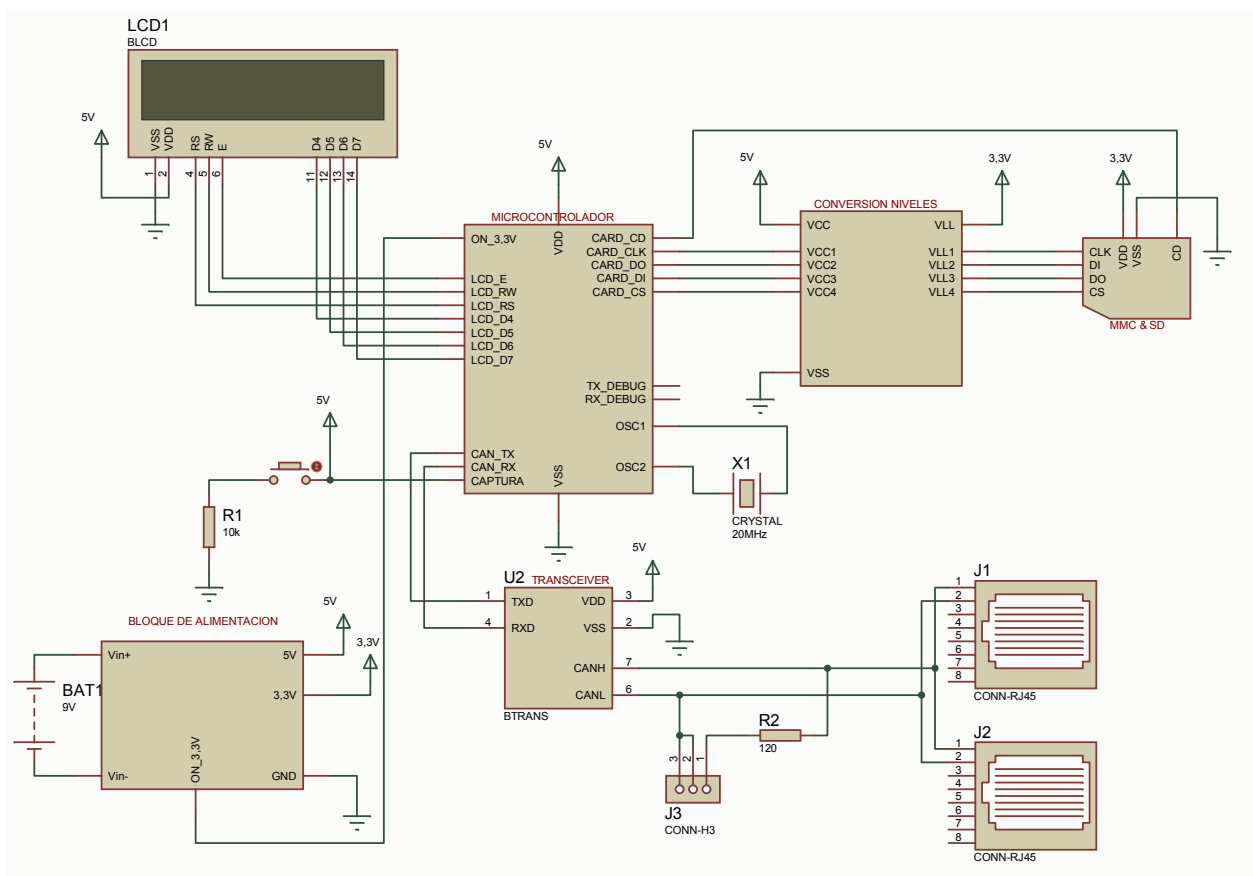 LCD1
BLCD
5V
VSS
VDD
RS
RW
E
D4
D5
D6
D7
1
2
4
5
6
11
12
13
14
5V
MICROCONTROLADOR
VDD
ON_3,3V
LCD_E
LCD_RW
LCD_RS
LCD_D4
LCD_D5
LCD_D6
LCD_D7
CAN_TX
CAN_RX
CAPTURA
CARD_CD
CARD_CLK
CARD_DO
CARD_DI
CARD_CS
TX_DEBUG
RX_DEBUG
OSC1
OSC2
VSS
5V
3,3V
CONVERSION NIVELES
VCC
VCC1
VCC2
VCC3
VCC4
VSS
VLL
VLL1
VLL2
VLL3
VLL4
3,3V
CLK
DI
DO
CS
VDD
VSS
CD
MMC & SD
X1
CRYSTAL
20MHz
5V
R1
10k
BLOQUE DE ALIMENTACION
5V
3,3V
Vin+
Vin-
5V
3,3V
ON_3,3V
GND
BAT1
9V
U2
TRANSCEIVER
5V
1
TXD
4
RXD
VDD
3
VSS
2
CANH
7
CANL
6
BTRANS
R2
120
3
2
1
J3
CONN-H3
J1
1
2
3
4
5
6
7
8
CONN-RJ45
J2
1
2
3
4
5
6
7
8
CONN-RJ45